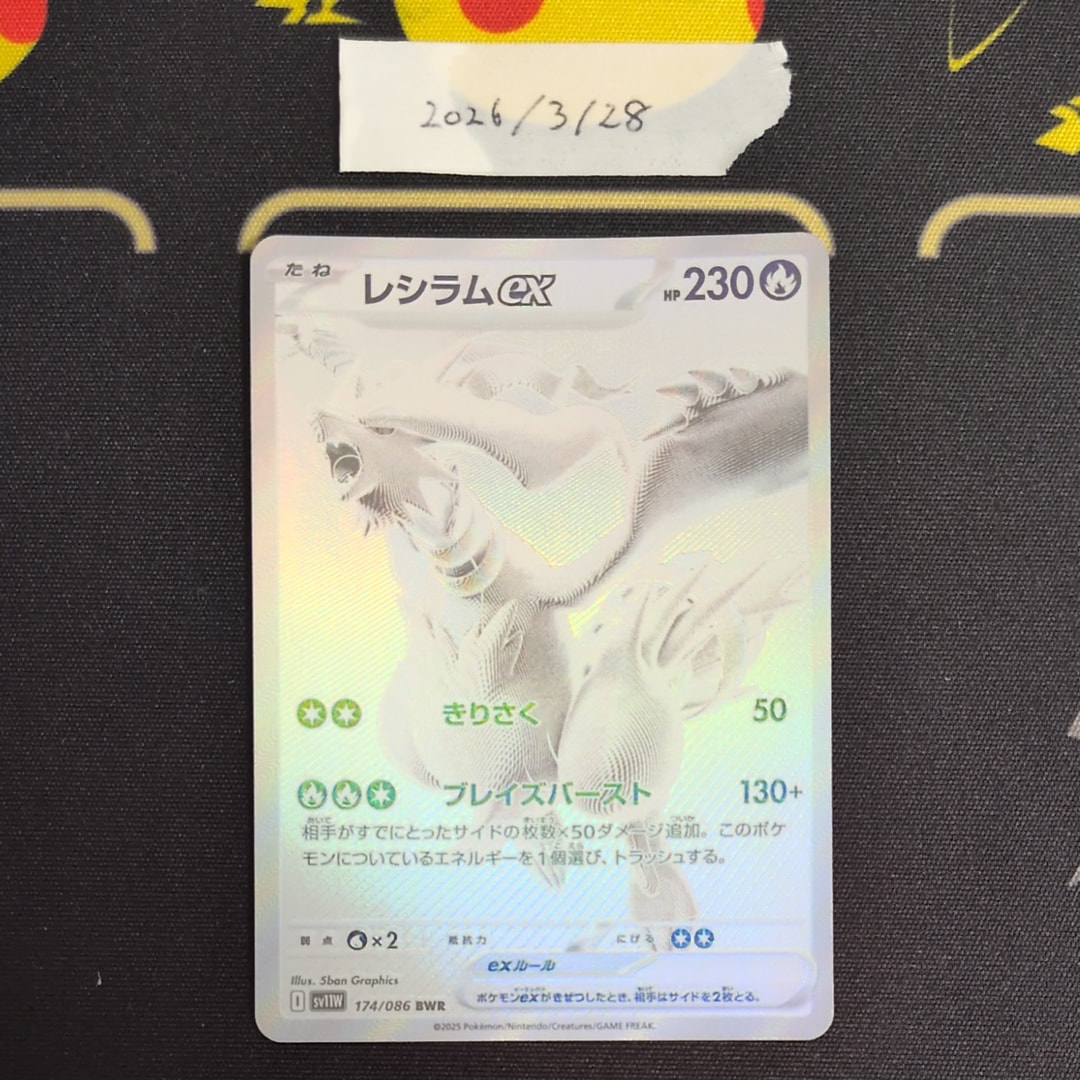 2026/3/28
たね レシラムex HP 230
きりさく 50
ブレイズバースト 130+
相手がすでにとったサイドの枚数×50ダメージ追加。このポケ
モンについているエネルギーを1個選び、トラッシュする。
弱点 ×2 抵抗力 にげる
exルール
ポケモンexがきぜつしたとき、相手はサイドを2枚とる。
Illus. 5ban Graphics
I sv11W 174/086 BWR
©2025 Pokémon/Nintendo/Creatures/GAME FREAK.